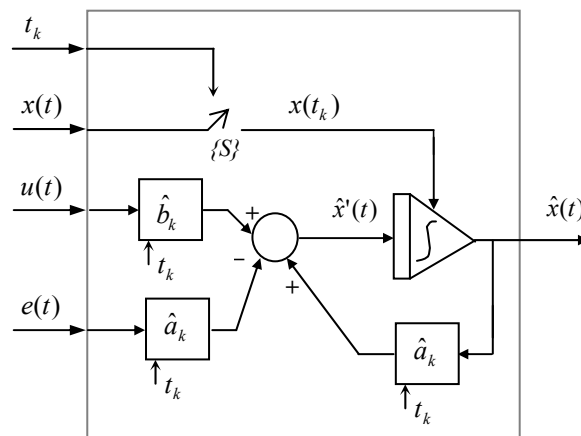 t_k
x(t)
x(t_k)
{S}
u(t)
b̂_k
+
x̂'(t)
∫
x̂(t)
t_k
−
+
e(t)
â_k
â_k
t_k
t_k